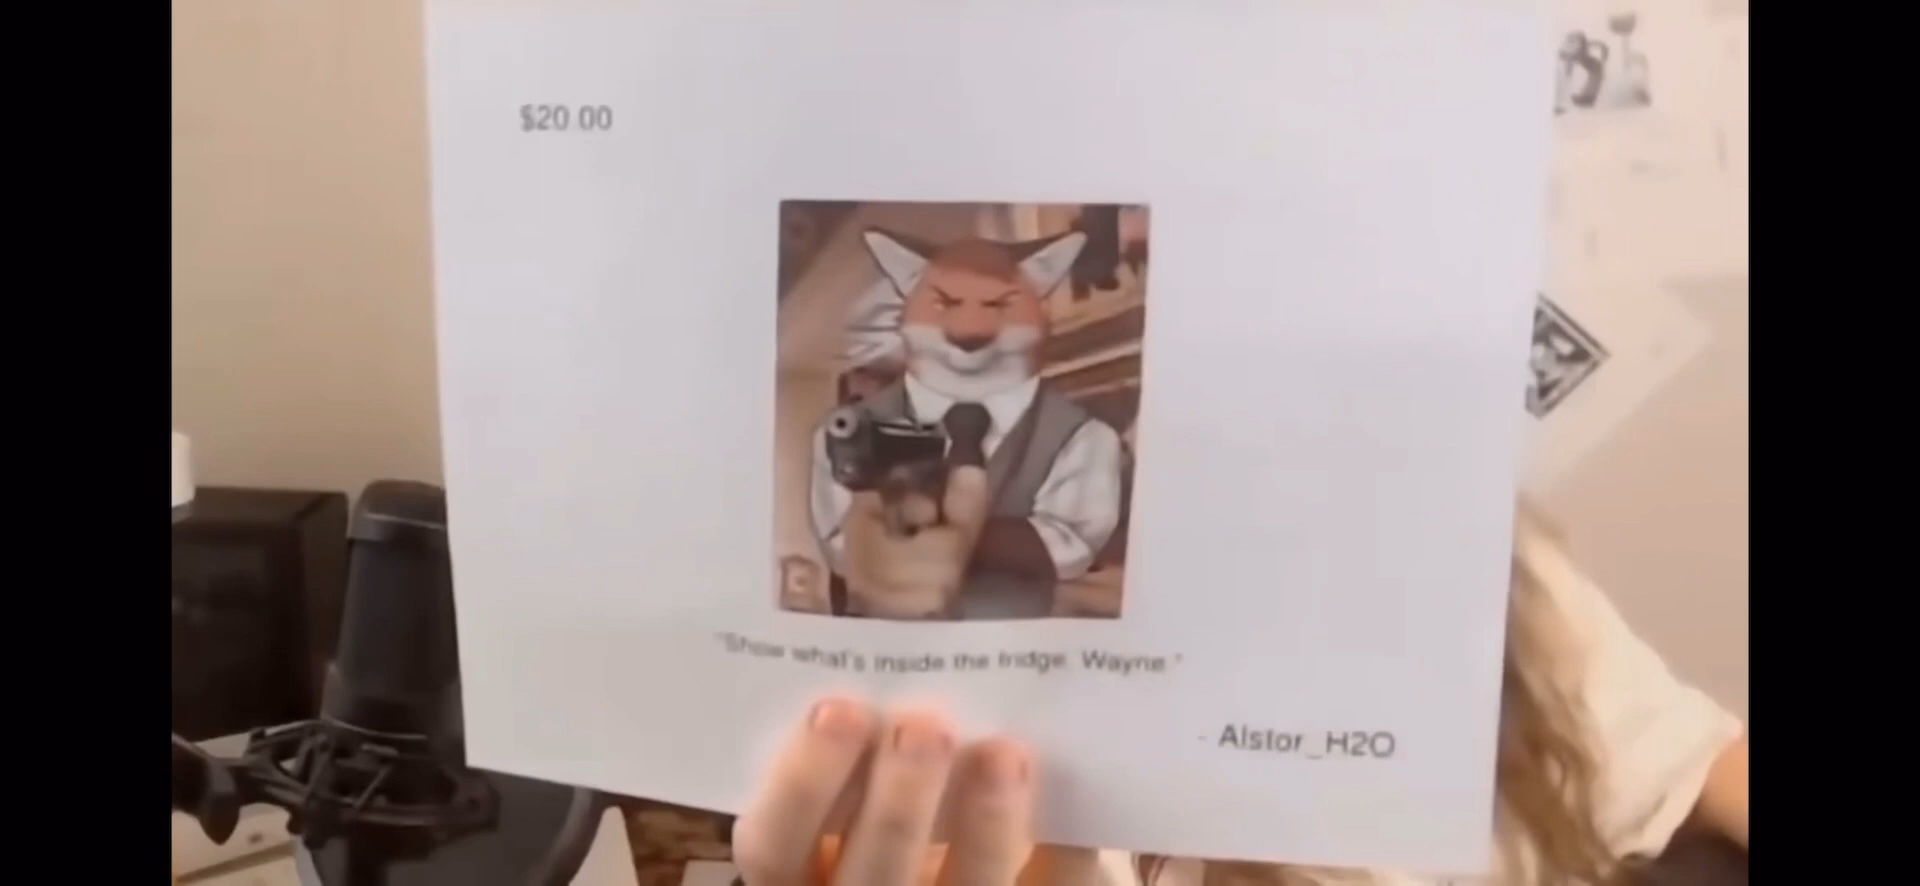 $20.00
"Show what's inside the fridge, Wayne."
- Alstor_H2O